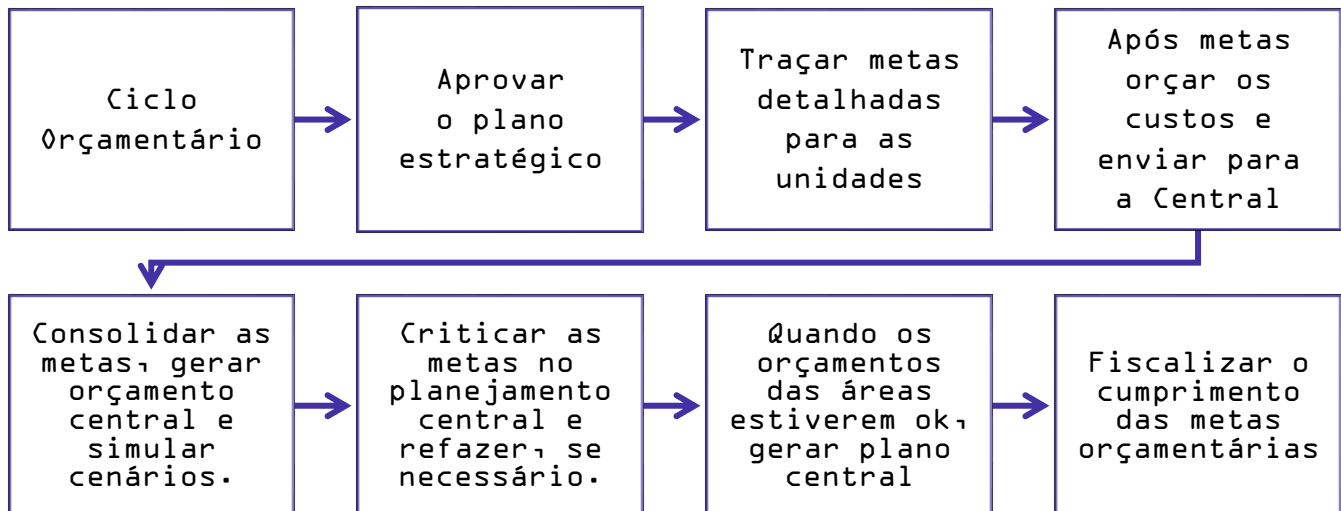 Ciclo
Orçamentário
Aprovar
o plano
estratégico
Traçar metas
detalhadas
para as
unidades
Após metas
orçar os
custos e
enviar para
a Central
Consolidar as
metas, gerar
orçamento
central e
simular
cenários.
Criticar as
metas no
planejamento
central e
refazer, se
necessário.
Quando os
orçamentos
das áreas
estiverem ok,
gerar plano
central
Fiscalizar o
cumprimento
das metas
orçamentárias